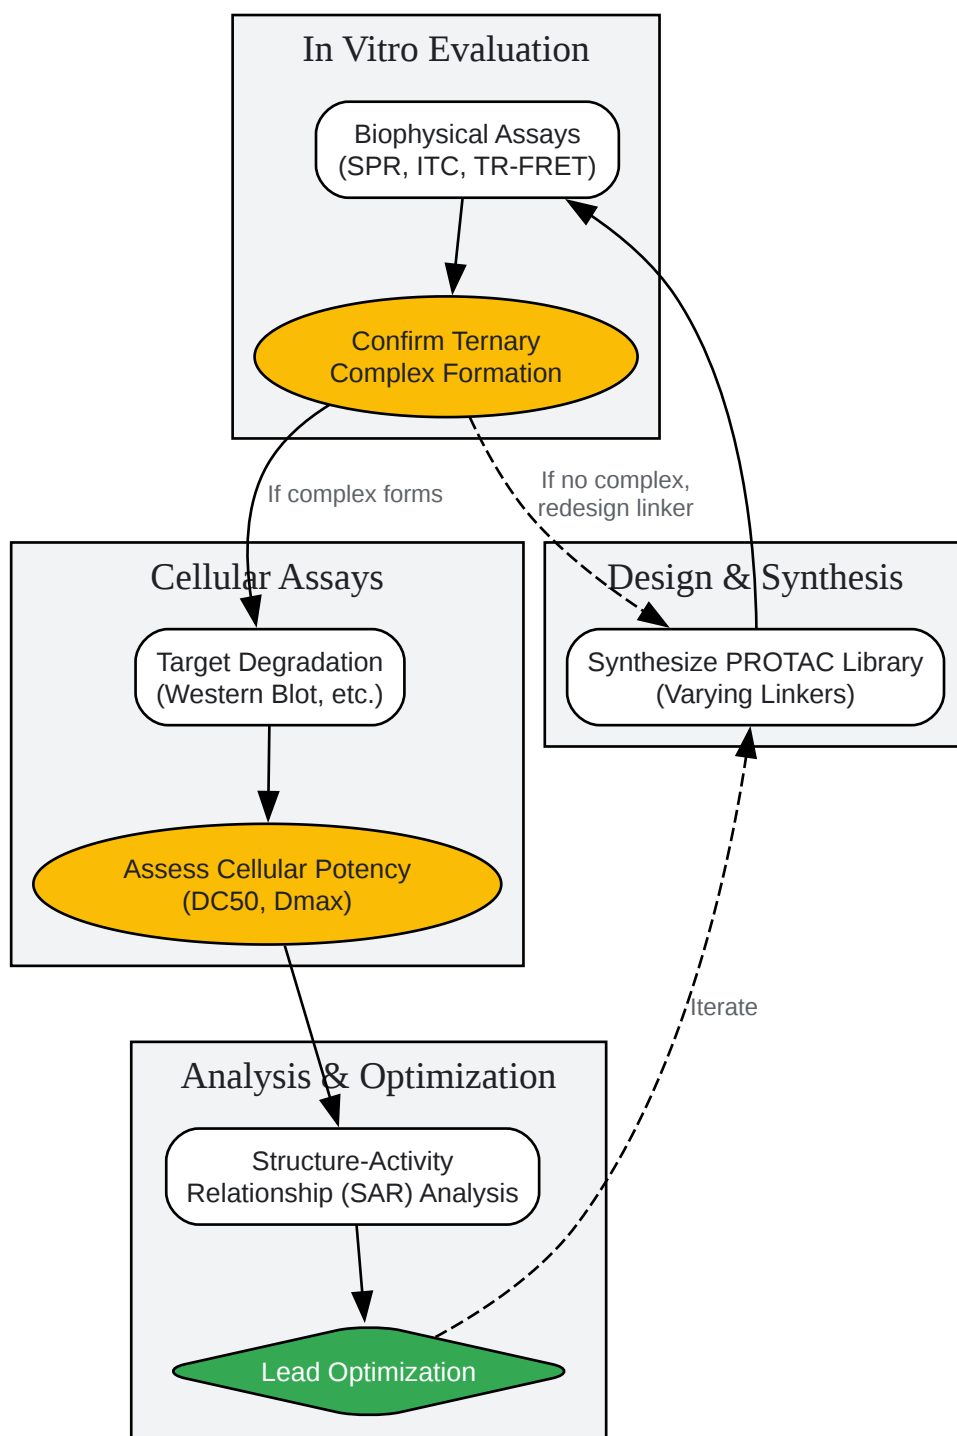 In Vitro Evaluation
Biophysical Assays
(SPR, ITC, TR-FRET)
Confirm Ternary
Complex Formation
If complex forms
If no complex,
redesign linker
Cellular Assays
Target Degradation
(Western Blot, etc.)
Assess Cellular Potency
(DC50, Dmax)
Design & Synthesis
Synthesize PROTAC Library
(Varying Linkers)
Iterate
Analysis & Optimization
Structure-Activity
Relationship (SAR) Analysis
Lead Optimization